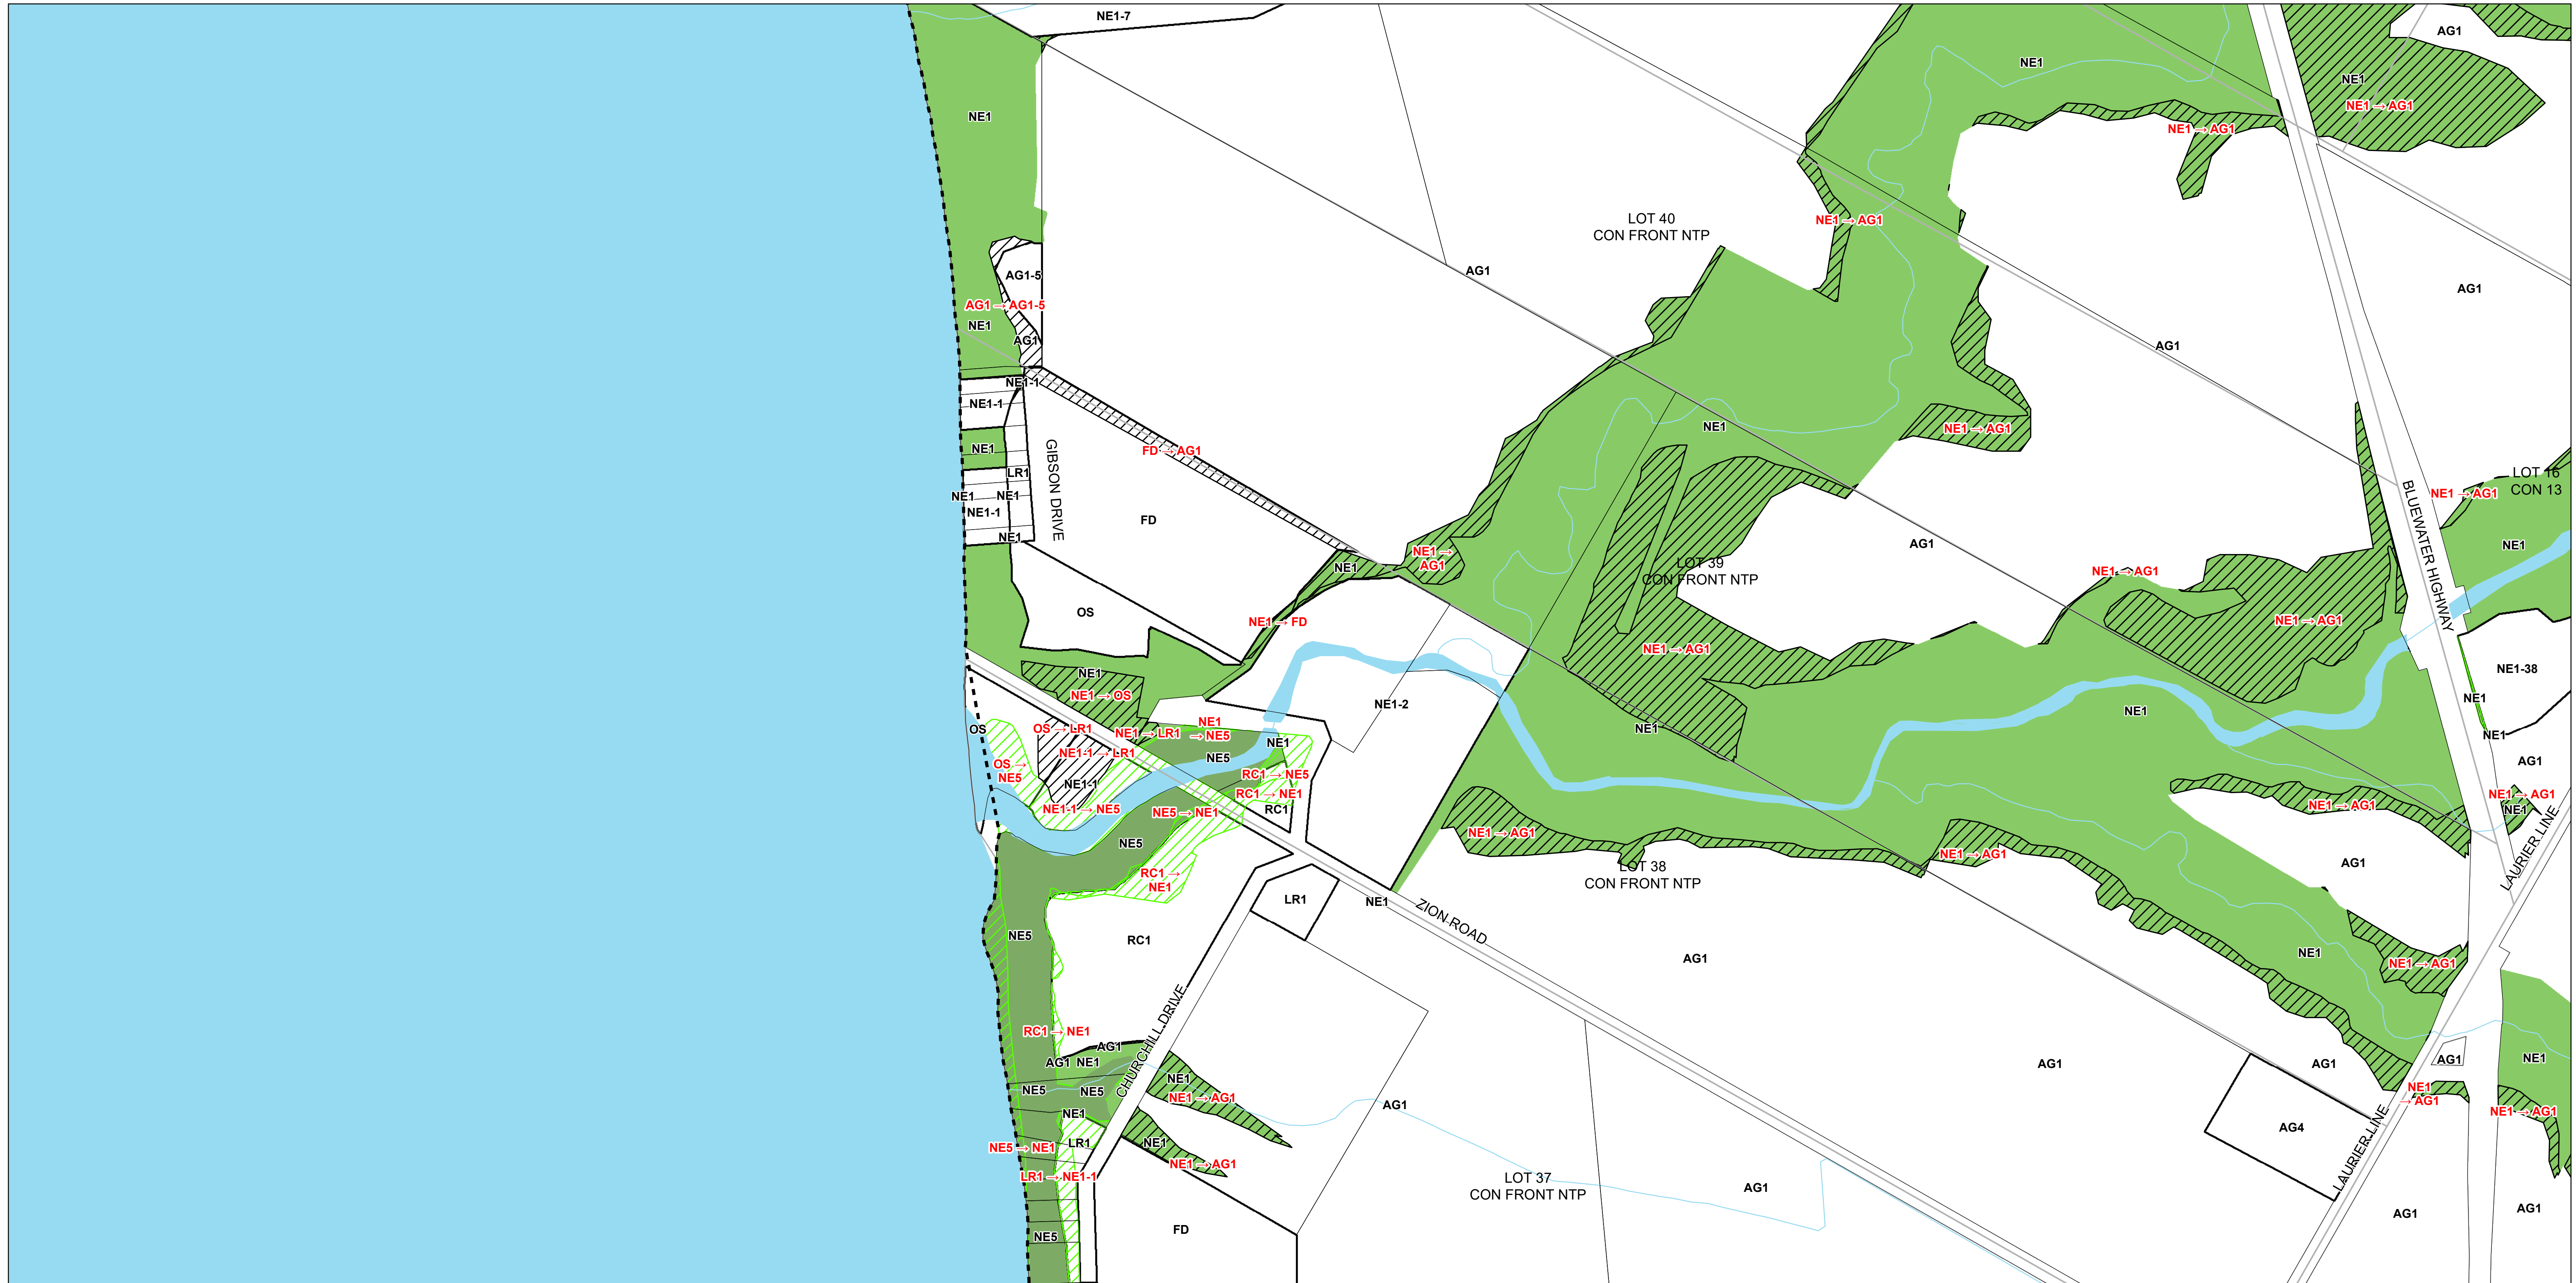 NE1-7
AG1
NE1
NE1
NE1 → AG1
NE1
NE1 → AG1
LOT 40
CON FRONT NTP
NE1 → AG1
AG1
AG1-5
AG1 → AG1-5
NE1
AG1
AG1
AG1
NE1-1
NE1-1
NE1
LR1
NE1
NE1
NE1-1
NE1
GIBSON DRIVE
FD → AG1
FD
NE1
NE1 → AG1
NE1 →
AG1
NE1
AG1
LOT 39
CON FRONT NTP
NE1 → AG1
NE1 → AG1
LOT 16
CON 13
NE1
BLUEWATER HIGHWAY
NE1 → AG1
OS
NE1 → FD
NE1 → AG1
NE1
NE1 → OS
NE1-2
NE1
NE1
NE1-38
NE1
NE1
AG1
OS
OS → LR1
NE1 → LR1
NE1
→ NE5
NE1-1 → LR1
NE1
NE5
OS →
NE5
NE1-1
NE1-1 → NE5
RC1 → NE5
RC1 → NE1
RC1
NE5 → NE1
NE5
RC1 →
NE1
NE1 → AG1
LOT 38
CON FRONT NTP
NE1 → AG1
NE1 → AG1
NE1 → AG1
NE1
AG1
LAURIER LINE
LR1
NE1
ZION ROAD
NE5
RC1
AG1
NE1
NE1 → AG1
RC1 → NE1
AG1
AG1
NE1
CHURCHILL DRIVE
NE5
NE5
NE1
NE1 → AG1
AG1
AG1
AG1
AG1
NE1
NE1
→ AG1
NE1 → AG1
NE1
NE5 → NE1
LR1
LR1 → NE1-1
NE1
NE1 → AG1
LOT 37
CON FRONT NTP
AG1
AG4
LAURIER LINE
AG1
AG1
NE5
FD